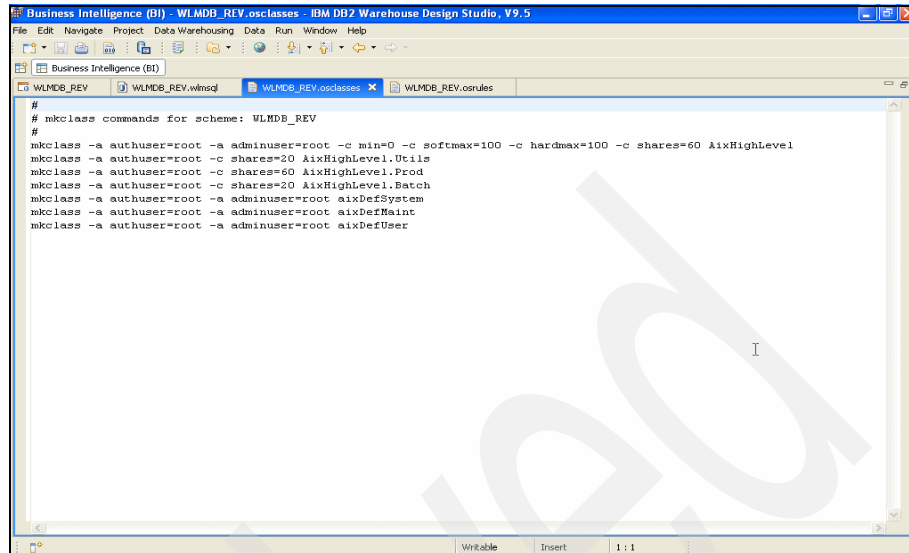 Business Intelligence (BI) - WLMDB_REV.osclasses - IBM DB2 Warehouse Design Studio, V9.5
File Edit Navigate Project Data Warehousing Data Run Window Help
Business Intelligence (BI)
WLMDB_REV WLMDB_REV.wlmsql WLMDB_REV.osclasses WLMDB_REV.osrules
#
# mkclass commands for scheme: WLMDB_REV
#
mkclass -a authuser=root -a adminuser=root -c min=0 -c softmax=100 -c hardmax=100 -c shares=60 AixHighLevel
mkclass -a authuser=root -c shares=20 AixHighLevel.Utils
mkclass -a authuser=root -c shares=60 AixHighLevel.Prod
mkclass -a authuser=root -c shares=20 AixHighLevel.Batch
mkclass -a authuser=root -a adminuser=root aixDefSystem
mkclass -a authuser=root -a adminuser=root aixDefMaint
mkclass -a authuser=root -a adminuser=root aixDefUser
Writable Insert 1 : 1